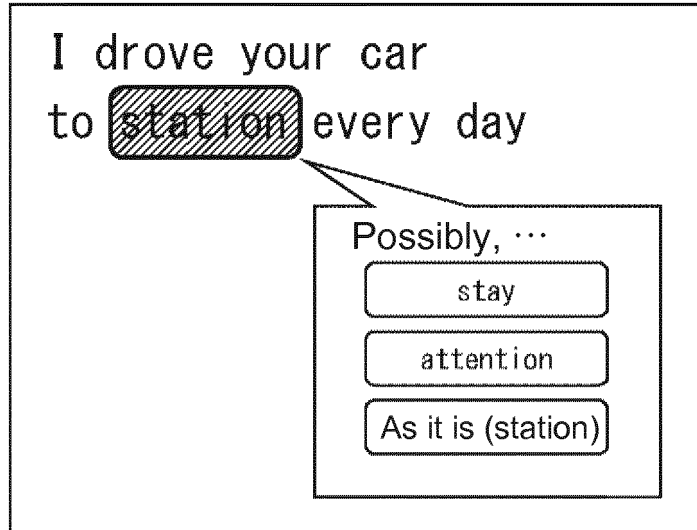 I drove your car
to station every day
Possibly, ···
stay
attention
As it is (station)